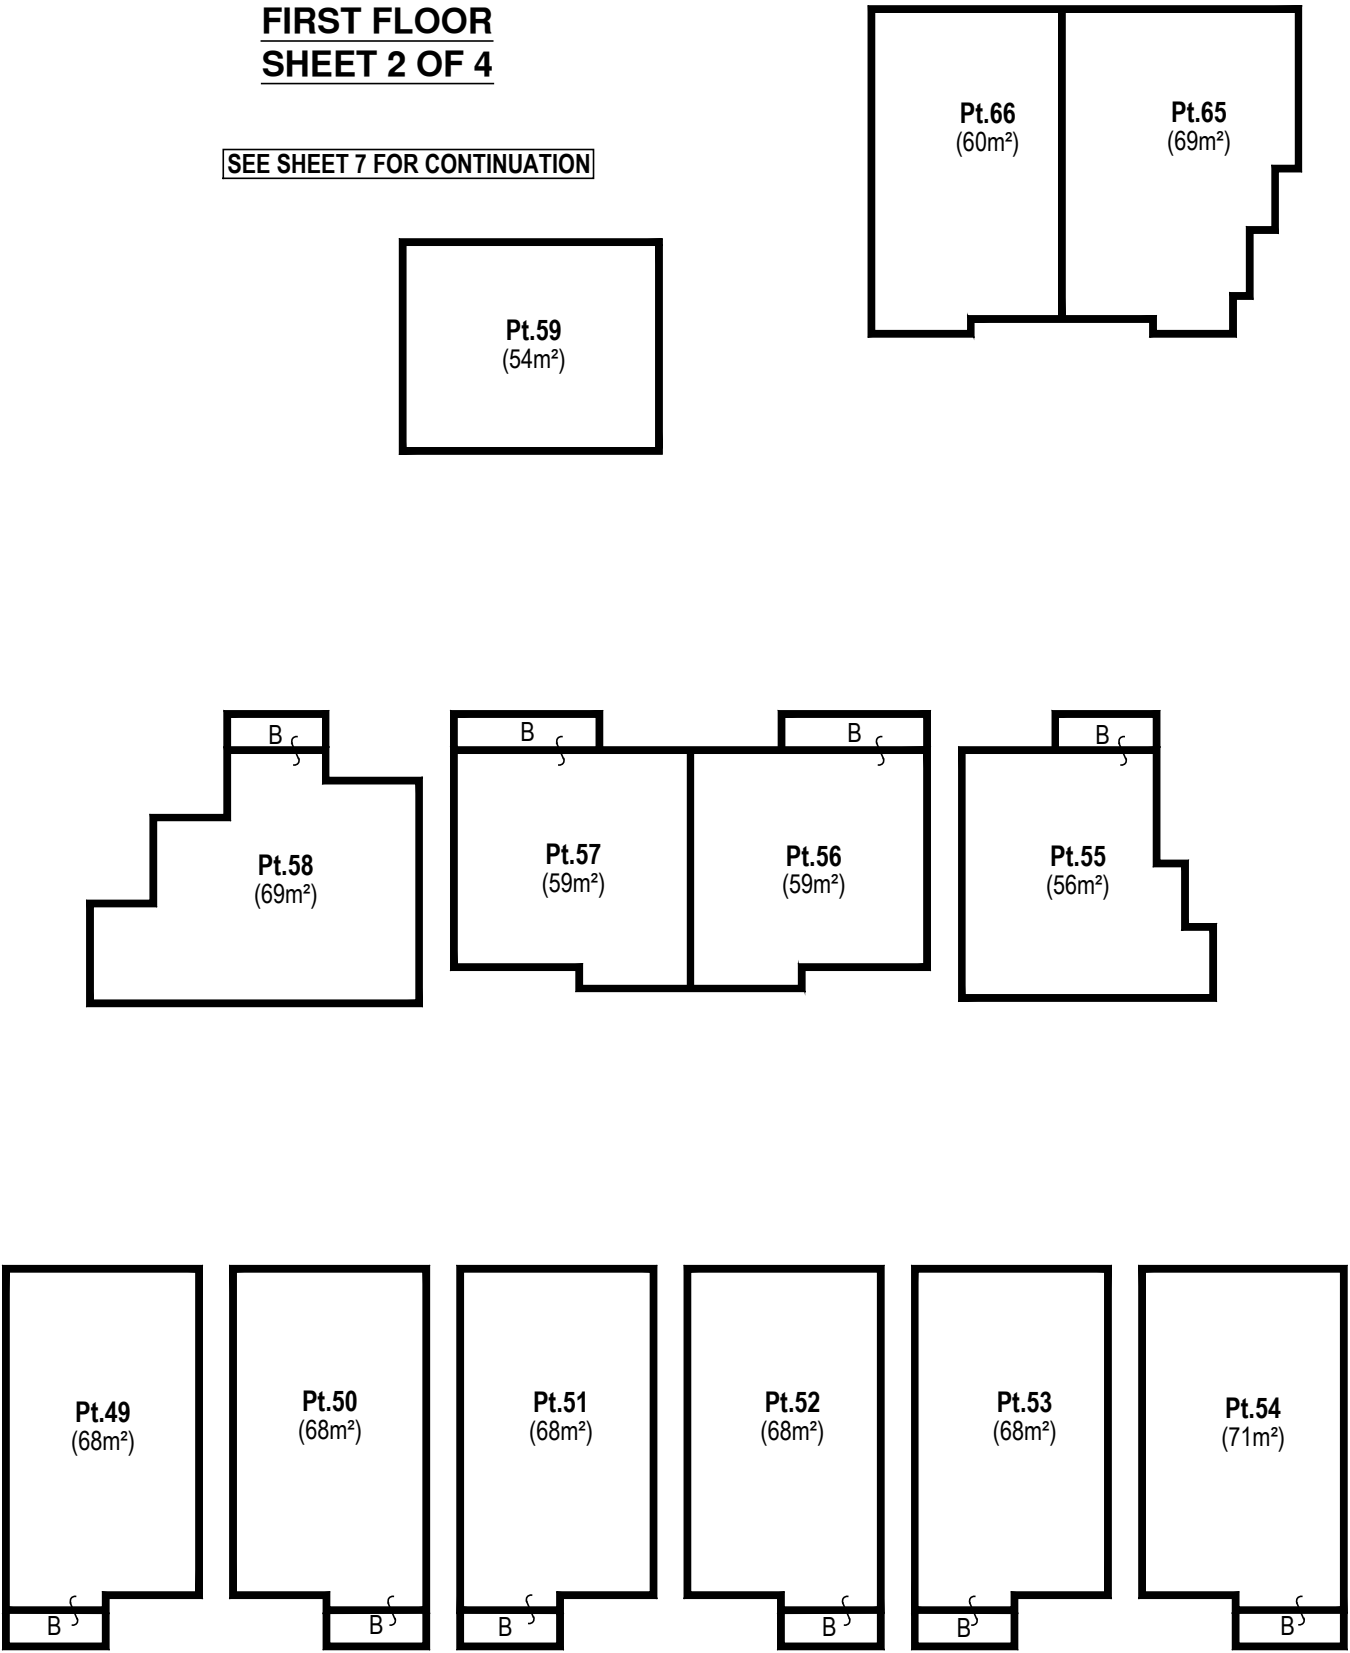 FIRST FLOOR
SHEET 2 OF 4
SEE SHEET 7 FOR CONTINUATION
Pt.66
(60m²)
Pt.65
(69m²)
Pt.59
(54m²)
B
B
B
B
Pt.58
(69m²)
Pt.57
(59m²)
Pt.56
(59m²)
Pt.55
(56m²)
Pt.49
(68m²)
Pt.50
(68m²)
Pt.51
(68m²)
Pt.52
(68m²)
Pt.53
(68m²)
Pt.54
(71m²)
B
B
B
B
B
B